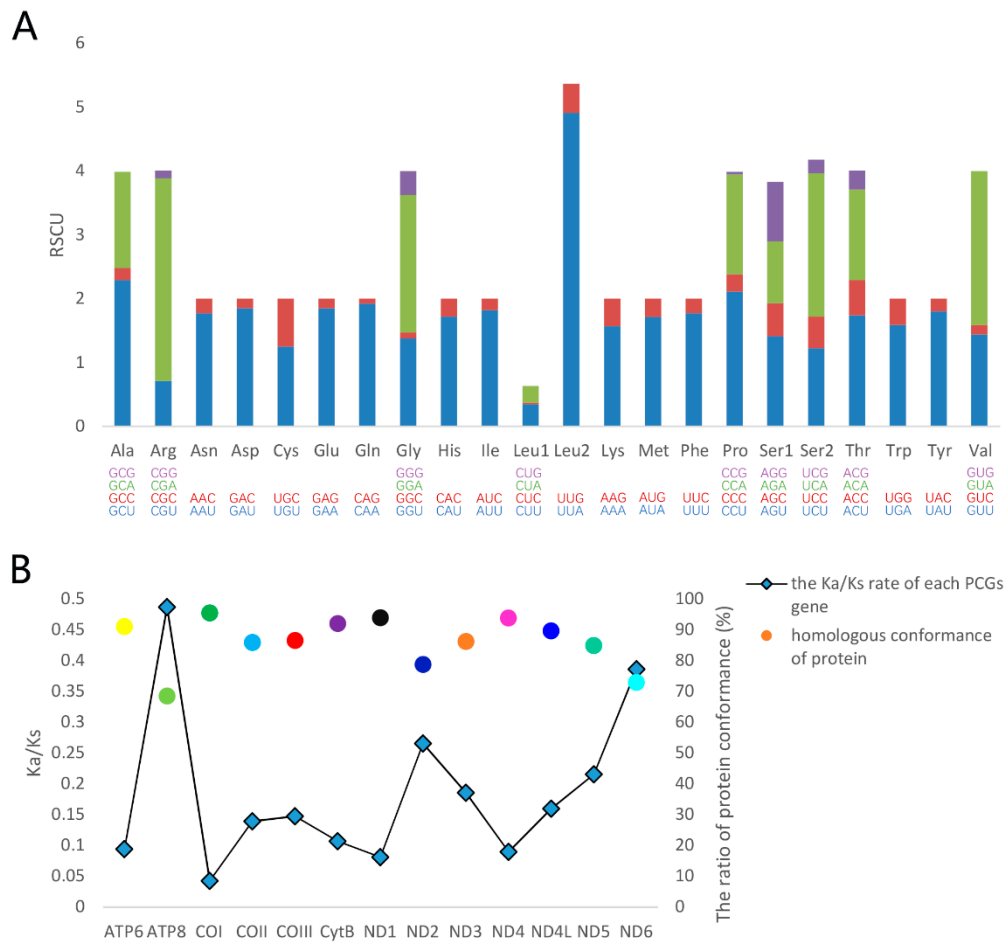 A
6
5
4
3
2
1
0
RSCU
Ala Arg Asn Asp Cys Glu Gln Gly His Ile Leu1 Leu2 Lys Met Phe Pro Ser1 Ser2 Thr Trp Tyr Val
GCG CGG GGG CUG CCG AGG UCG ACG GUG
GCA CGA GGA CUA CCA AGA UCA ACA GUA
GCC CGC AAC GAC UGC GAG CAG GGC CAC AUC CUC UUG AAG AUG UUC CCC AGC UCC ACC UGG UAC GUC
GCU CGU AAU GAU UGU GAA CAA GGU CAU AUU CUU UUA AAA AUA UUU CCU AGU UCU ACU UGA UAU GUU
B
0.5
0.45
0.4
0.35
0.3
0.25
0.2
0.15
0.1
0.05
0
Ka/Ks
100
90
80
70
60
50
40
30
20
10
0
The ratio of protein conformance (%)
the Ka/Ks rate of each PCGs
gene
homologous conformance
of protein
ATP6 ATP8 COI COII COIII CytB ND1 ND2 ND3 ND4 ND4L ND5 ND6